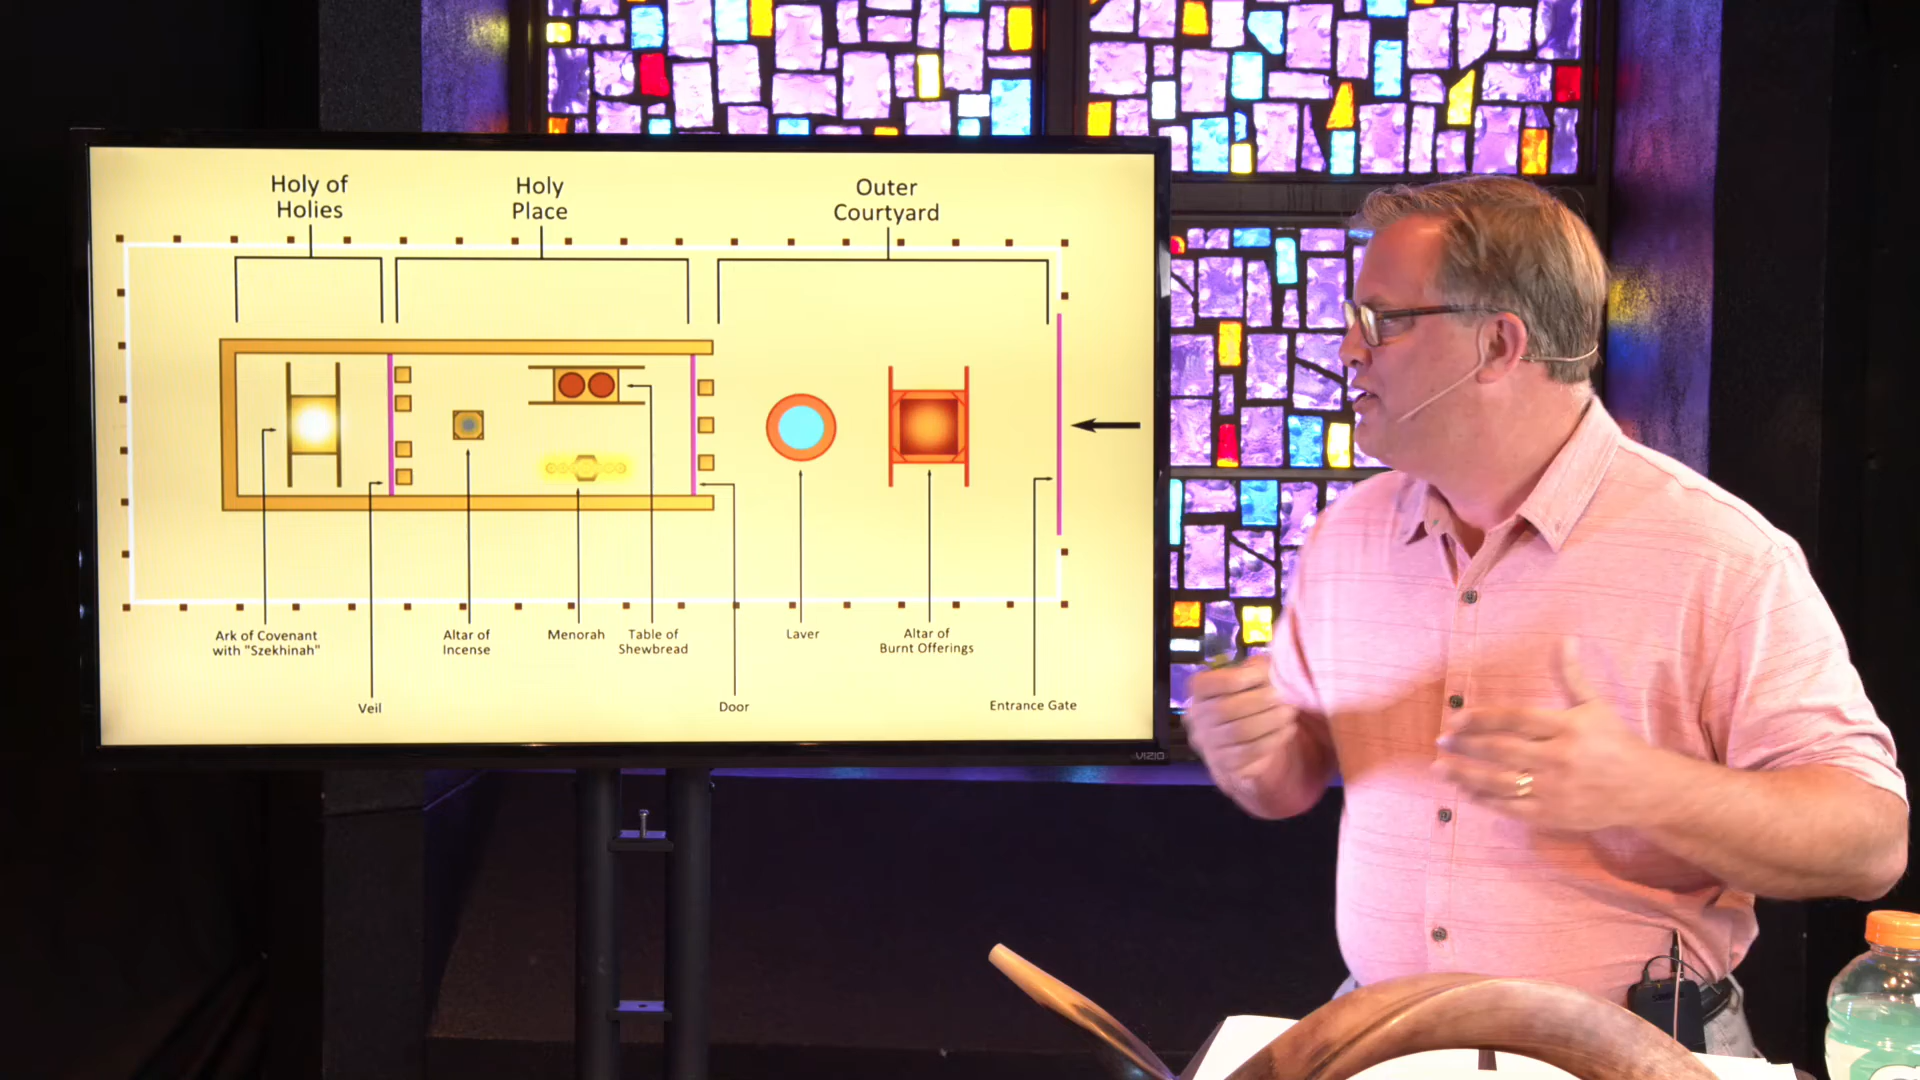 Holy of
Holies
Holy
Place
Outer
Courtyard
Ark of Covenant
with "Szekhinah"
Altar of
Incense
Menorah
Table of
Shewbread
Laver
Altar of
Burnt Offerings
Veil
Door
Entrance Gate
VIZIO